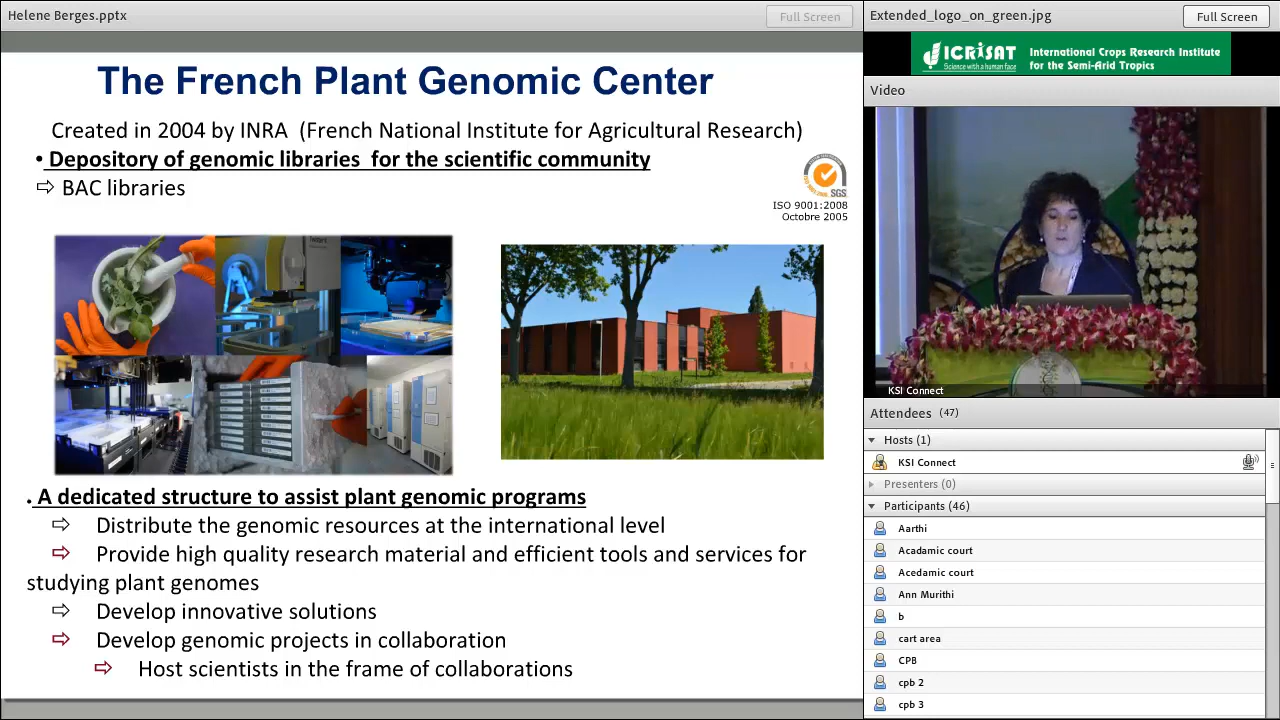 Helene Berges.pptx
Full Screen
The French Plant Genomic Center
Created in 2004 by INRA (French National Institute for Agricultural Research)
• Depository of genomic libraries for the scientific community
⇨ BAC libraries
SGS
ISO 9001:2008
Octobre 2005
. A dedicated structure to assist plant genomic programs
⇨ Distribute the genomic resources at the international level
⇨ Provide high quality research material and efficient tools and services for
studying plant genomes
⇨ Develop innovative solutions
⇨ Develop genomic projects in collaboration
⇨ Host scientists in the frame of collaborations
Extended_logo_on_green.jpg
Full Screen
ICRISAT
Science with a human face
International Crops Research Institute
for the Semi-Arid Tropics
Video
KSI Connect
Attendees (47)
Hosts (1)
KSI Connect
Presenters (0)
Participants (46)
Aarthi
Acadamic court
Acedamic court
Ann Murithi
b
cart area
CPB
cpb 2
cpb 3